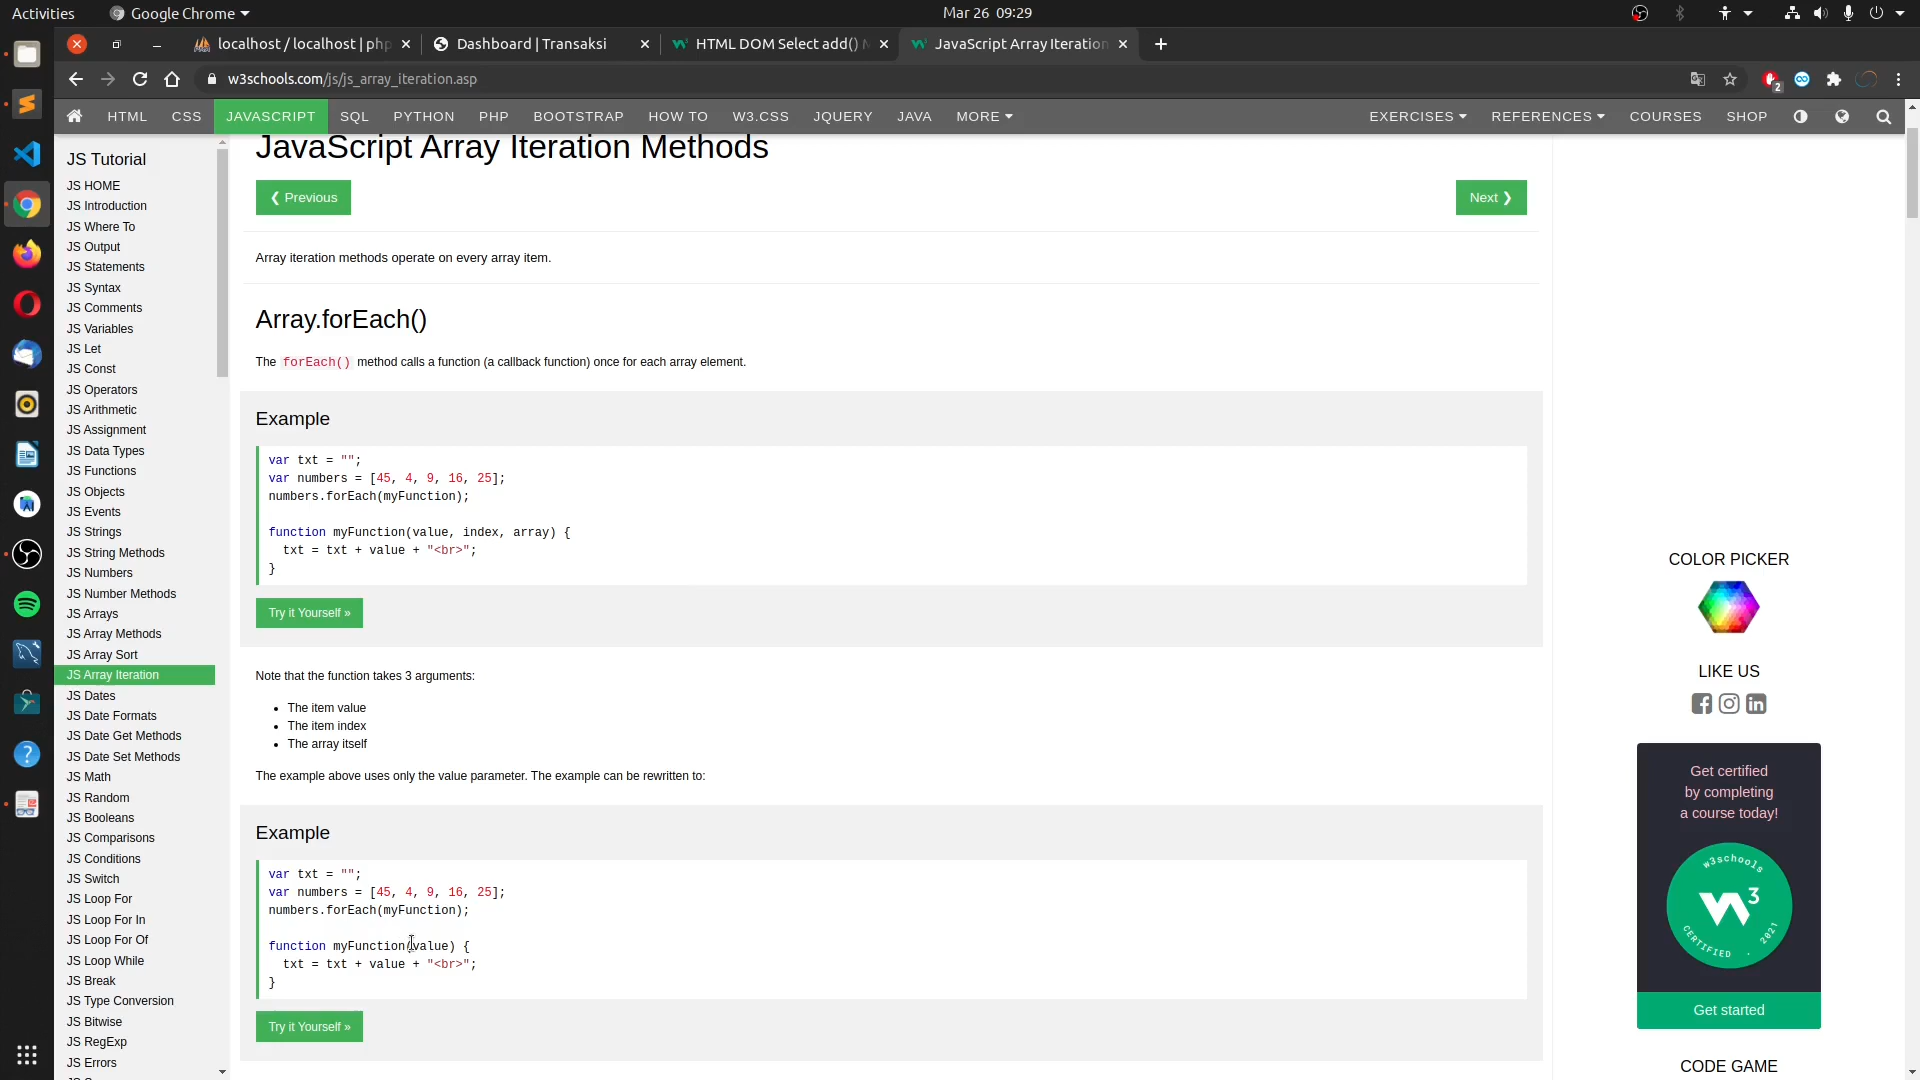 Activities
Google Chrome
Mar 26 09:29
localhost / localhost | php
Dashboard | Transaksi
HTML DOM Select add() M
JavaScript Array Iteration
w3schools.com/js/js_array_iteration.asp
2
HTML
CSS
JAVASCRIPT
SQL
PYTHON
PHP
BOOTSTRAP
HOW TO
W3.CSS
JQUERY
JAVA
MORE
EXERCISES
REFERENCES
COURSES
SHOP
JS Tutorial
JS HOME
JS Introduction
JS Where To
JS Output
JS Statements
JS Syntax
JS Comments
JS Variables
JS Let
JS Const
JS Operators
JS Arithmetic
JS Assignment
JS Data Types
JS Functions
JS Objects
JS Events
JS Strings
JS String Methods
JS Numbers
JS Number Methods
JS Arrays
JS Array Methods
JS Array Sort
JS Array Iteration
JS Dates
JS Date Formats
JS Date Get Methods
JS Date Set Methods
JS Math
JS Random
JS Booleans
JS Comparisons
JS Conditions
JS Switch
JS Loop For
JS Loop For In
JS Loop For Of
JS Loop While
JS Break
JS Type Conversion
JS Bitwise
JS RegExp
JS Errors
JavaScript Array Iteration Methods
❮ Previous
Next ❯
Array iteration methods operate on every array item.
Array.forEach()
The forEach() method calls a function (a callback function) once for each array element.
Example
var txt = "";
var numbers = [45, 4, 9, 16, 25];
numbers.forEach(myFunction);
function myFunction(value, index, array) {
  txt = txt + value + "<br>";
}
Try it Yourself »
Note that the function takes 3 arguments:
• The item value
• The item index
• The array itself
The example above uses only the value parameter. The example can be rewritten to:
Example
var txt = "";
var numbers = [45, 4, 9, 16, 25];
numbers.forEach(myFunction);
function myFunction(value) {
  txt = txt + value + "<br>";
}
Try it Yourself »
COLOR PICKER
LIKE US
Get certified
by completing
a course today!
w3schools
3
CERTIFIED . 2021
Get started
CODE GAME